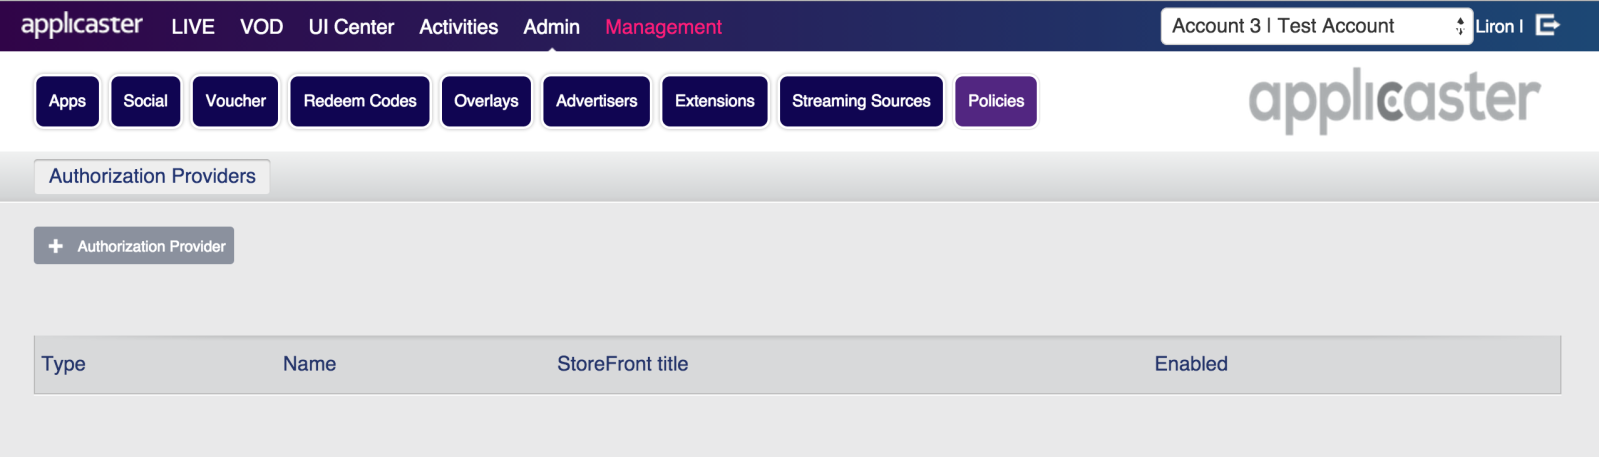 applicaster LIVE VOD UI Center Activities Admin Management Account 3 | Test Account Liron I
Apps Social Voucher Redeem Codes Overlays Advertisers Extensions Streaming Sources Policies applicaster
Authorization Providers
+ Authorization Provider
Type Name StoreFront title Enabled